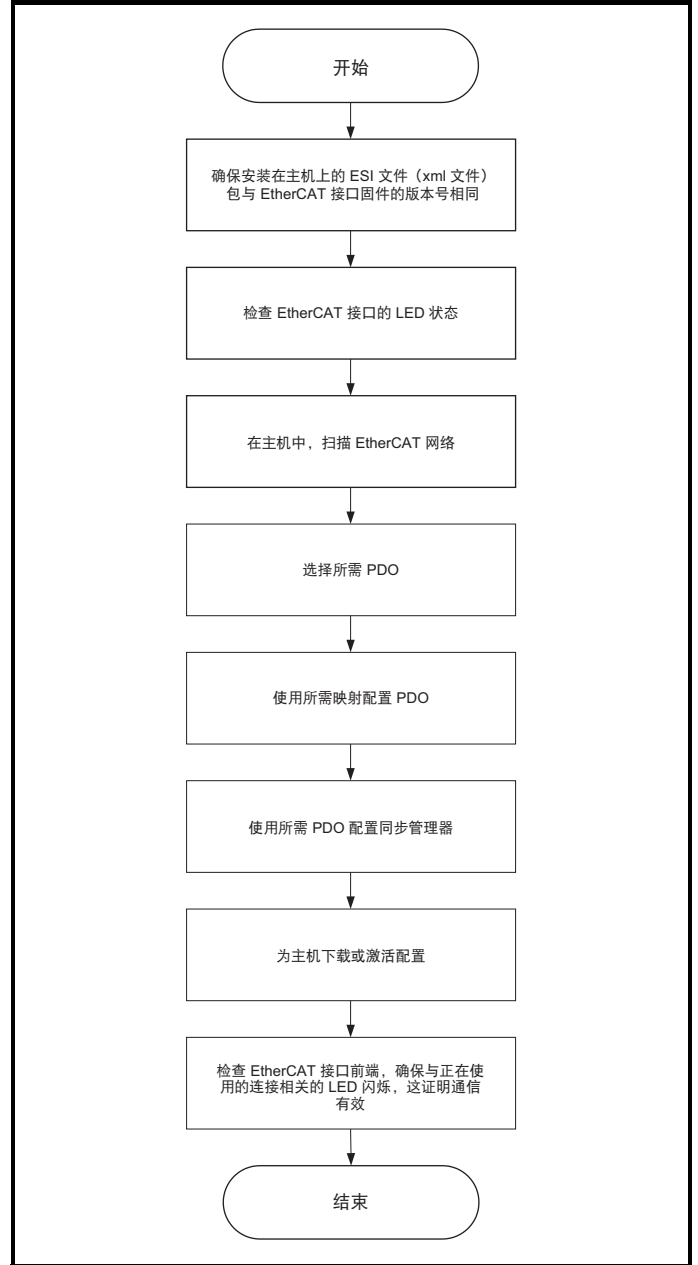 开始
确保安装在主机上的 ESI 文件（xml 文件）
包与 EtherCAT 接口固件的版本号相同
检查 EtherCAT 接口的 LED 状态
在主机中，扫描 EtherCAT 网络
选择所需 PDO
使用所需映射配置 PDO
使用所需 PDO 配置同步管理器
为主机下载或激活配置
检查 EtherCAT 接口前端，确保与正在使
用的连接相关的 LED 闪烁，这证明通信
有效
结束